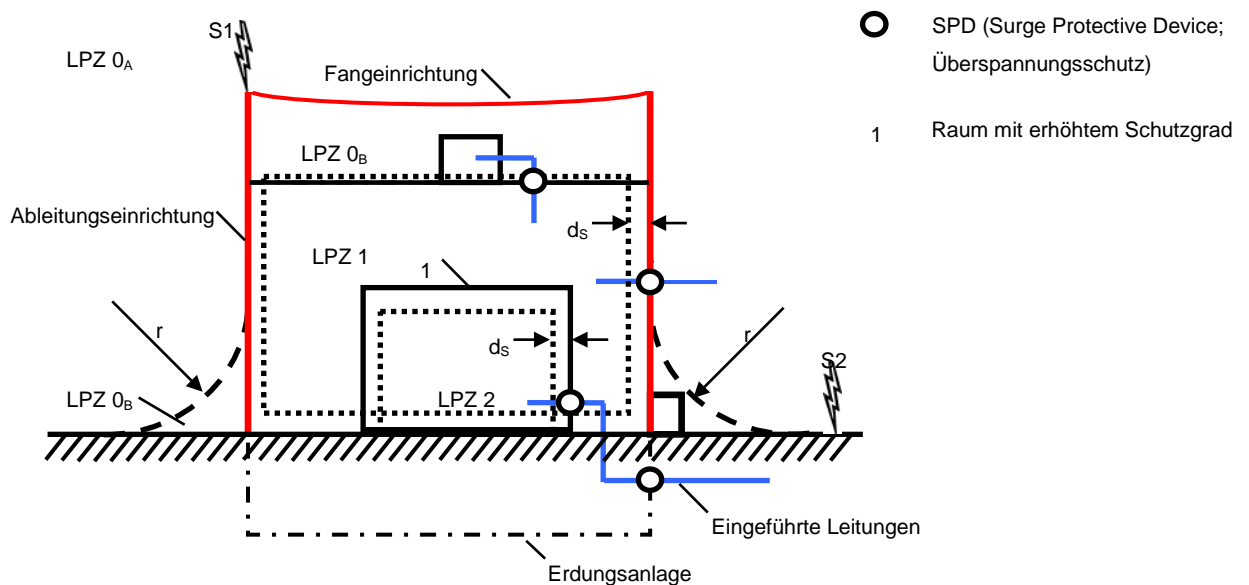 S1
SPD (Surge Protective Device;
Überspannungsschutz)
LPZ 0A
Fangeinrichtung
1 Raum mit erhöhtem Schutzgrad
LPZ 0B
Ableitungseinrichtung
dS
LPZ 1
1
r
r
dS
S2
LPZ 0B
LPZ 2
Eingeführte Leitungen
Erdungsanlage